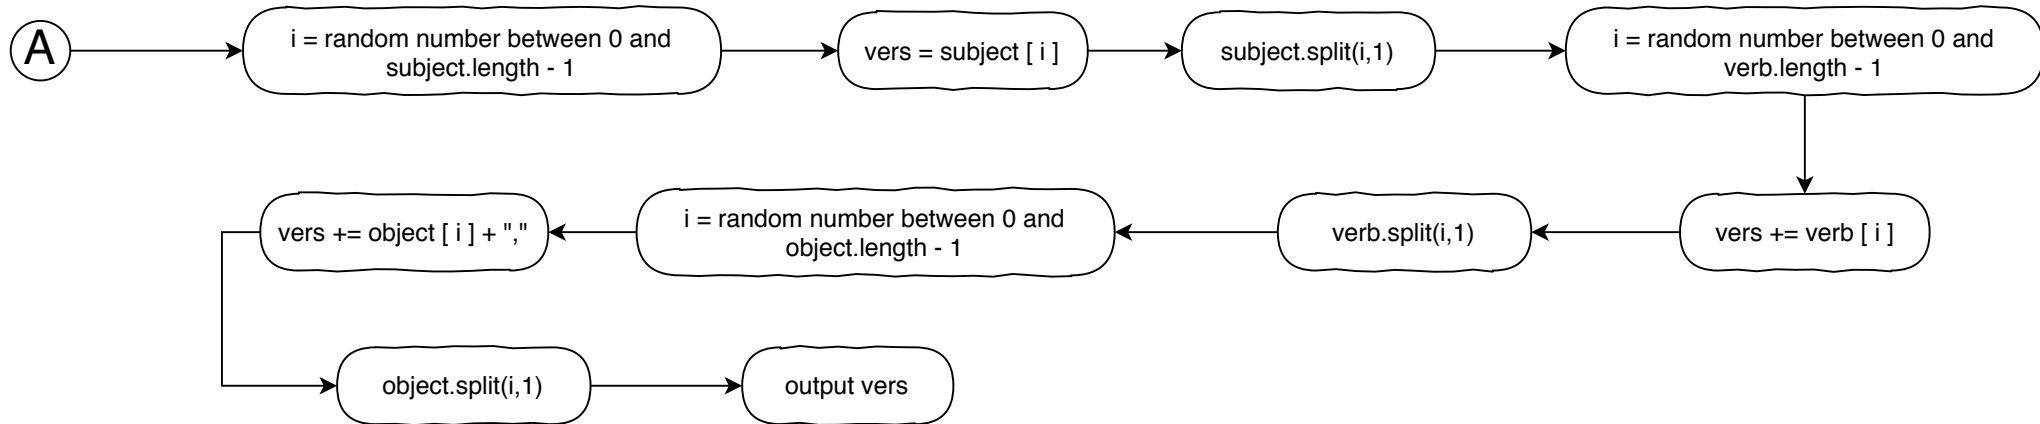 A
i = random number between 0 and
subject.length - 1
vers = subject [ i ]
subject.split(i,1)
i = random number between 0 and
verb.length - 1
vers += verb [ i ]
verb.split(i,1)
i = random number between 0 and
object.length - 1
vers += object [ i ] + ","
object.split(i,1)
output vers